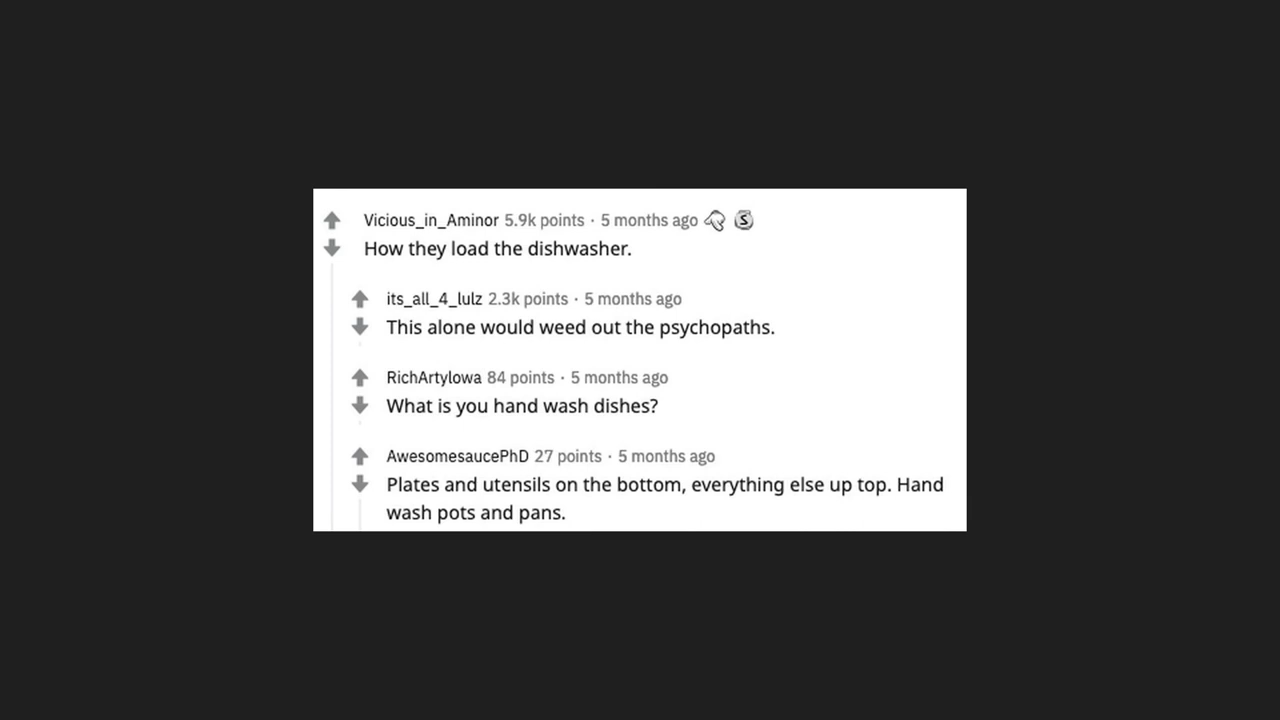 Vicious_in_Aminor 5.9k points · 5 months ago S
How they load the dishwasher.
its_all_4_lulz 2.3k points · 5 months ago
This alone would weed out the psychopaths.
RichArtyIowa 84 points · 5 months ago
What is you hand wash dishes?
AwesomesaucePhD 27 points · 5 months ago
Plates and utensils on the bottom, everything else up top. Hand
wash pots and pans.